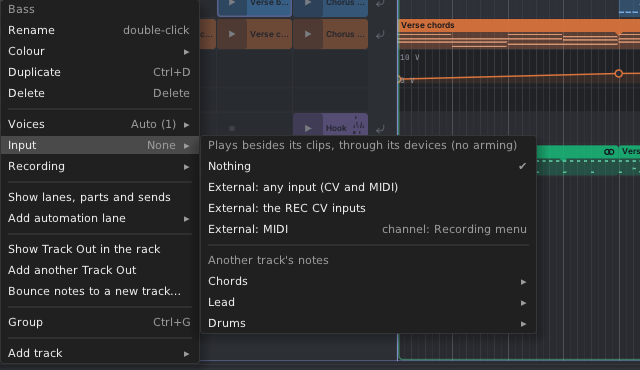 Bass
Rename double-click
Colour
Duplicate Ctrl+D
Delete Delete
Voices Auto (1)
Input None
Recording
Show lanes, parts and sends
Add automation lane
Show Track Out in the rack
Add another Track Out
Bounce notes to a new track...
Group Ctrl+G
Add track
Plays besides its clips, through its devices (no arming)
Nothing ✔
External: any input (CV and MIDI)
External: the REC CV inputs
External: MIDI channel: Recording menu
Another track's notes
Chords
Lead
Drums
Verse b...
Chorus ...
Verse c...
Chorus ...
Hook
Verse chords
10 V
V
Vers